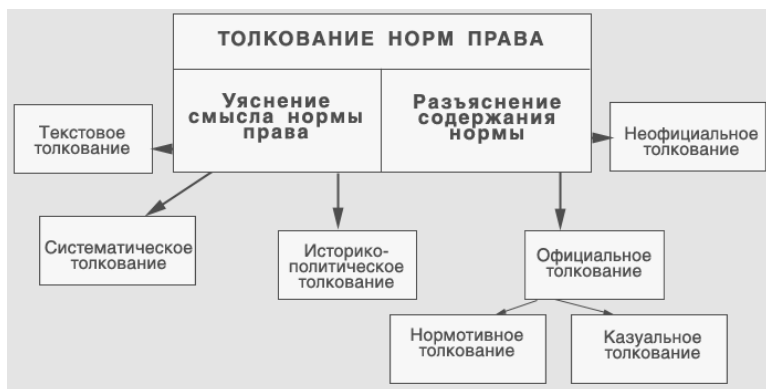 ТОЛКОВАНИЕ НОРМ ПРАВА
Уяснение
смысла нормы
права
Разъяснение
содержания
нормы
Текстовое
толкование
Неофициальное
толкование
Систематическое
толкование
Историко-
политическое
толкование
Официальное
толкование
Нормотивное
толкование
Казуальное
толкование